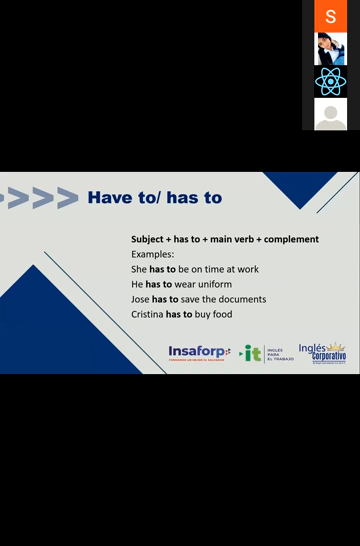 S
>>>> Have to/ has to
Subject + has to + main verb + complement
Examples:
She has to be on time at work
He has to wear uniform
Jose has to save the documents
Cristina has to buy food
Insaforp
it
INGLÉS
PARA
EL TRABAJO
Inglés
Corporativo